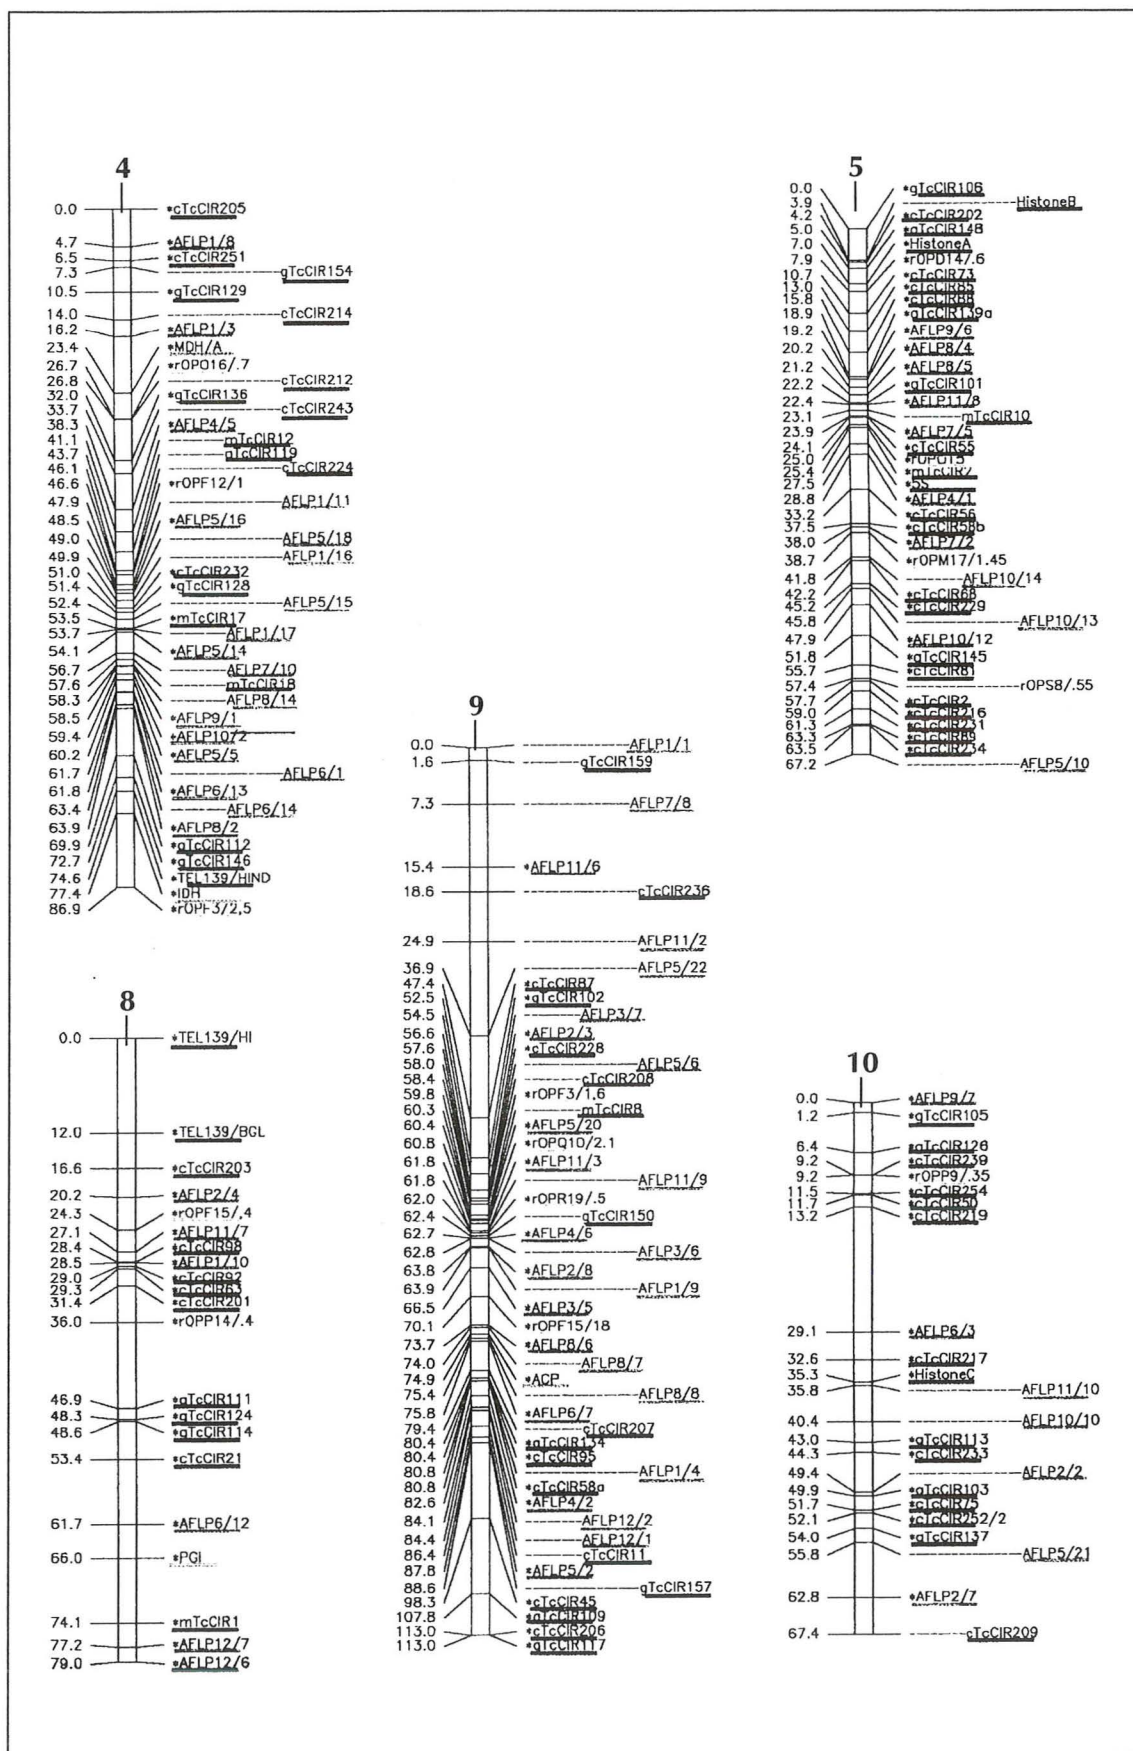 4
0.0 *cTcCIR205
4.7 *AFLP1/8
6.5 *cTcCIR251
7.3 gTcCIR154
10.5 *gTcCIR129
14.0 cTcCIR214
16.2 *AFLP1/3
23.4 *MDH/A
26.7 *rOPO16/.7
26.8 cTcCIR212
32.0 *gTcCIR136
33.7 cTcCIR243
38.3 *AFLP4/5
41.1 mTcCIR12
43.7 gTcCIR119
46.1 cTcCIR224
46.6 *rOPF12/1
47.9 AFLP1/11
48.5 *AFLP5/16
49.0 AFLP5/18
49.9 AFLP1/16
51.0 *cTcCIR232
51.4 *gTcCIR128
52.4 AFLP5/15
53.5 *mTcCIR17
53.7 AFLP1/17
54.1 *AFLP5/14
56.7 AFLP7/10
57.6 mTcCIR18
58.3 AFLP8/14
58.5 *AFLP9/1
59.4 *AFLP10/2
60.2 *AFLP5/5
61.7 AFLP6/1
61.8 *AFLP6/13
63.4 AFLP6/14
63.9 *AFLP8/2
69.9 *gTcCIR112
72.7 *gTcCIR146
74.6 *TEL139/HIND
77.4 *IDH
86.9 *rOPF3/2,5
5
0.0 *gTcCIR106
3.9 HistoneB
4.2 *cTcCIR202
5.0 *gTcCIR148
7.0 *HistoneA
7.9 *rOPD14/.6
10.7 *cTcCIR73
13.0 *cTcCIR85
15.8 *cTcCIR88
18.9 *gTcCIR139a
19.2 *AFLP9/6
20.2 *AFLP8/4
21.2 *AFLP8/5
22.2 *gTcCIR101
22.4 *AFLP11/8
23.1 mTcCIR10
23.9 *AFLP7/5
24.1 *cTcCIR55
25.0 *rOPO15
25.4 *mTcCIR2
27.5 *5S
28.8 *AFLP4/1
33.2 *cTcCIR56
37.5 *cTcCIR58b
38.0 *AFLP7/2
38.7 *rOPM17/1.45
41.8 AFLP10/14
42.2 *cTcCIR68
45.2 *cTcCIR229
45.8 AFLP10/13
47.9 *AFLP10/12
51.8 *gTcCIR145
55.7 *cTcCIR81
57.4 rOPS8/.55
57.7 *cTcCIR2
59.0 *cTcCIR216
61.3 *cTcCIR231
63.3 *cTcCIR89
63.5 *cTcCIR234
67.2 AFLP5/10
8
0.0 *TEL139/HI
12.0 *TEL139/BGL
16.6 *cTcCIR203
20.2 *AFLP2/4
24.3 *rOPF15/.4
27.1 *AFLP11/7
28.4 *cTcCIR98
28.5 *AFLP1/10
29.0 *cTcCIR92
29.3 *cTcCIR63
31.4 *cTcCIR201
36.0 *rOPP14/.4
46.9 *gTcCIR111
48.3 *gTcCIR124
48.6 *gTcCIR114
53.4 *cTcCIR21
61.7 *AFLP6/12
66.0 *PGI
74.1 *mTcCIR1
77.2 *AFLP12/7
79.0 *AFLP12/6
9
0.0 AFLP1/1
1.6 gTcCIR159
7.3 AFLP7/8
15.4 *AFLP11/6
18.6 cTcCIR236
24.9 AFLP11/2
36.9 AFLP5/22
47.4 *cTcCIR87
52.5 *gTcCIR102
54.5 AFLP3/7
56.6 *AFLP2/3
57.6 *cTcCIR228
58.0 AFLP5/6
58.4 cTcCIR208
59.8 *rOPF3/1,6
60.3 mTcCIR8
60.4 *AFLP5/20
60.8 *rOPQ10/2.1
61.8 *AFLP11/3
61.8 AFLP11/9
62.0 *rOPR19/.5
62.4 gTcCIR150
62.7 *AFLP4/6
62.8 AFLP3/6
63.8 *AFLP2/8
63.9 AFLP1/9
66.5 *AFLP3/5
70.1 *rOPF15/18
73.7 *AFLP8/6
74.0 AFLP8/7
74.9 *ACP
75.4 AFLP8/8
75.8 *AFLP6/7
79.4 cTcCIR207
80.4 *gTcCIR134
80.4 *cTcCIR95
80.8 AFLP1/4
80.8 *cTcCIR58a
82.6 *AFLP4/2
84.1 AFLP12/2
84.4 AFLP12/1
86.4 cTcCIR11
87.8 *AFLP5/2
88.6 gTcCIR157
98.3 *cTcCIR45
107.8 *gTcCIR109
113.0 *cTcCIR206
113.0 *gTcCIR117
10
0.0 *AFLP9/7
1.2 *gTcCIR105
6.4 *gTcCIR126
9.2 *cTcCIR239
9.2 *rOPP9/.35
11.5 *cTcCIR254
11.7 *cTcCIR50
13.2 *cTcCIR219
29.1 *AFLP6/3
32.6 *cTcCIR217
35.3 *HistoneC
35.8 AFLP11/10
40.4 AFLP10/10
43.0 *gTcCIR113
44.3 *cTcCIR233
49.4 AFLP2/2
49.9 *gTcCIR103
51.7 *cTcCIR75
52.1 *cTcCIR252/2
54.0 *gTcCIR137
55.8 AFLP5/21
62.8 *AFLP2/7
67.4 cTcCIR209